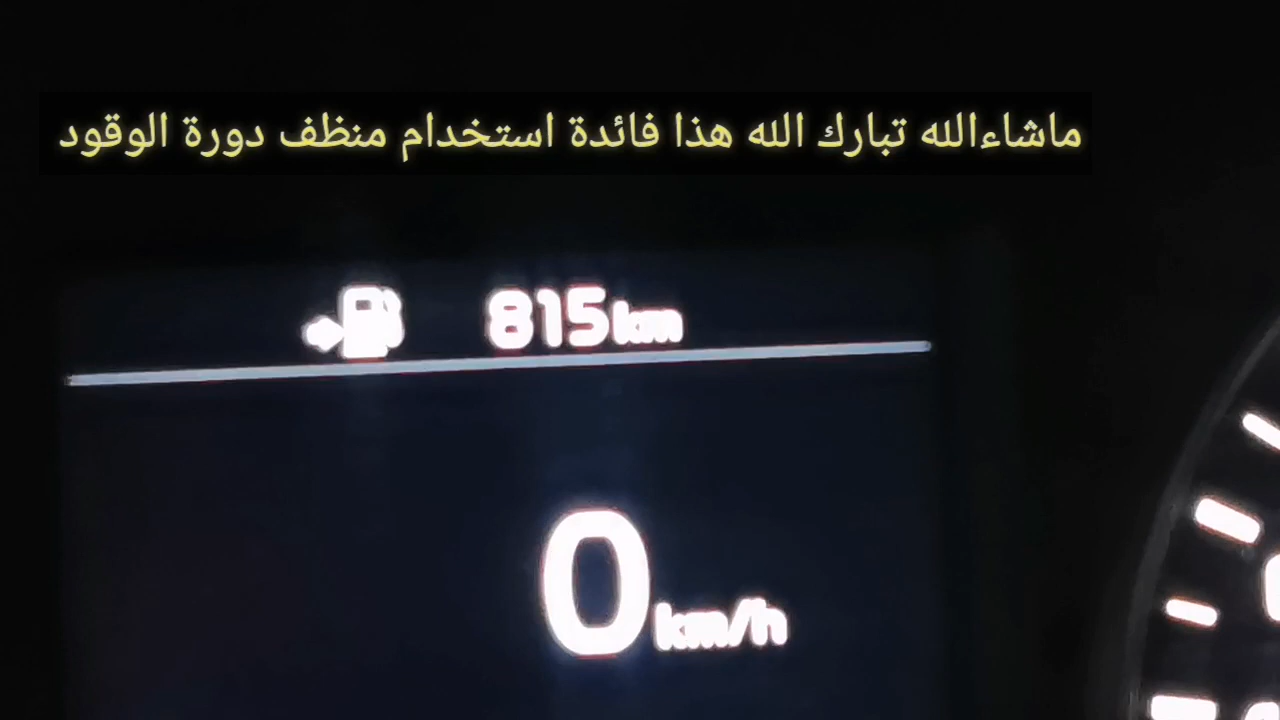 ماشاءالله تبارك الله هذا فائدة استخدام منظف دورة الوقود
815km
0km/h